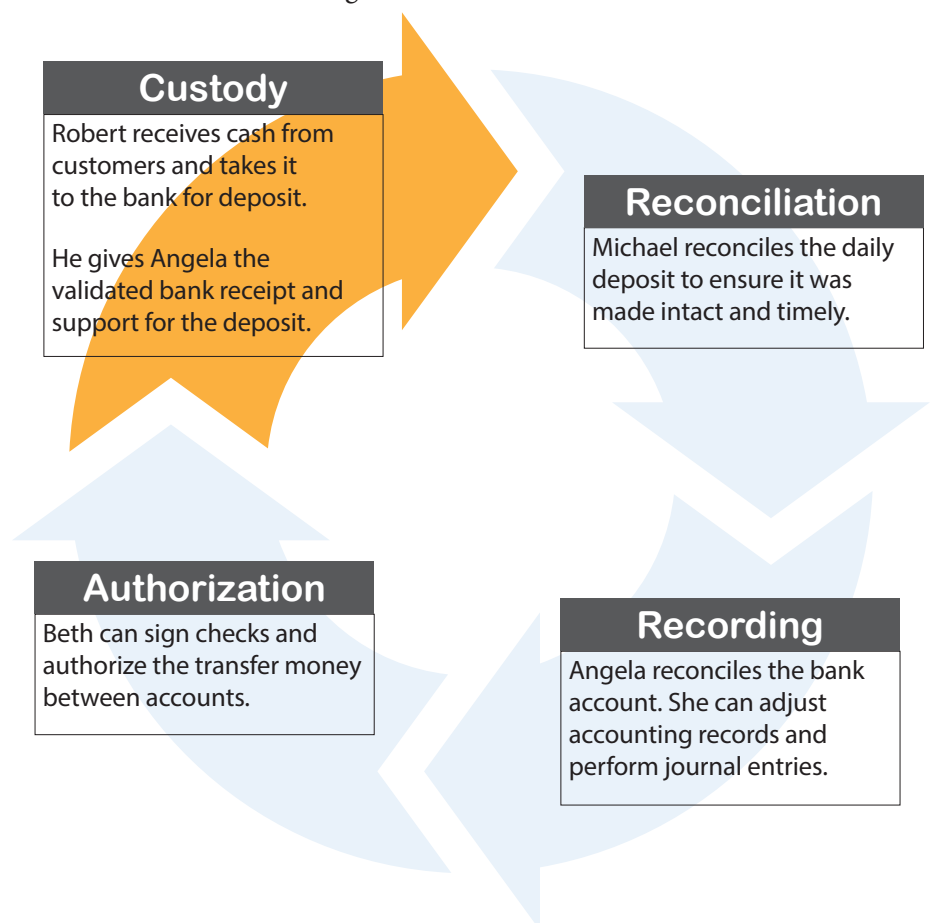 Custody
Robert receives cash from
customers and takes it
to the bank for deposit.
He gives Angela the
validated bank receipt and
support for the deposit.
Reconciliation
Michael reconciles the daily
deposit to ensure it was
made intact and timely.
Recording
Angela reconciles the bank
account. She can adjust
accounting records and
perform journal entries.
Authorization
Beth can sign checks and
authorize the transfer money
between accounts.